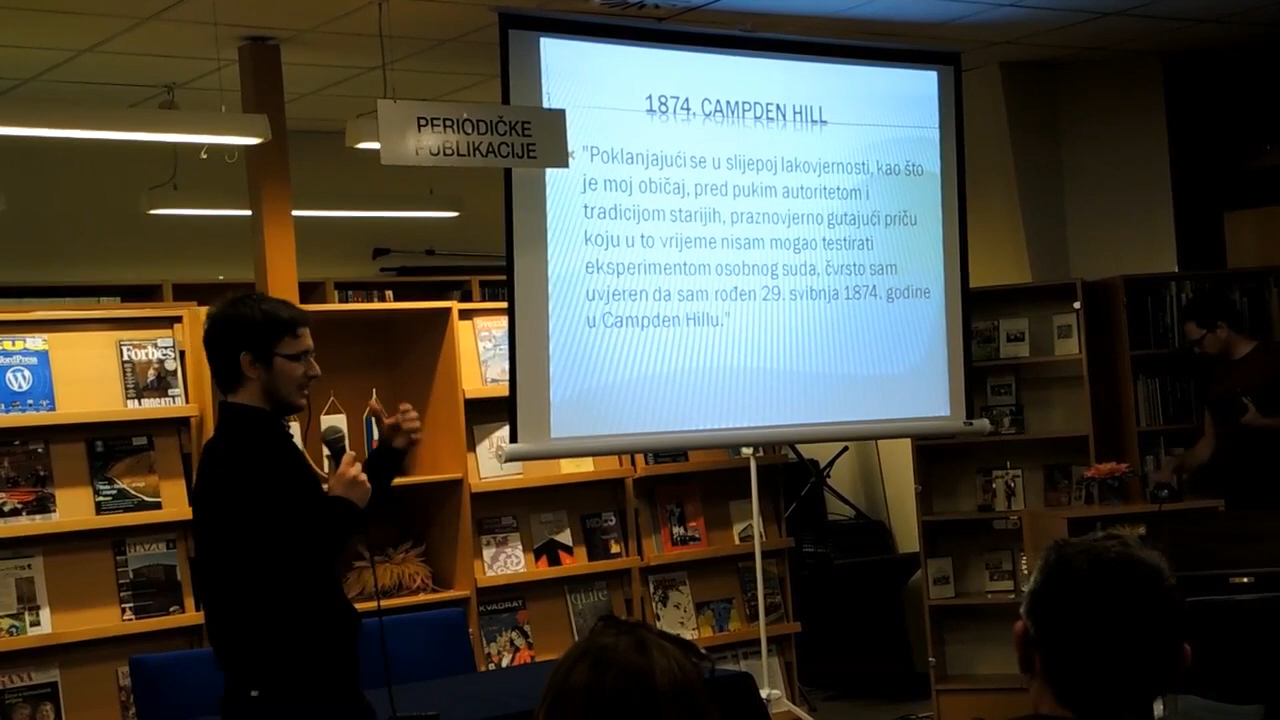 PERIODIČKE
PUBLIKACIJE
1874, CAMPDEN HILL
"Poklanjajući se u slijepoj lakovjernosti, kao što
je moj običaj, pred pukim autoritetom i
tradicijom starijih, praznovjerno gutajući priču
koju u to vrijeme nisam mogao testirati
eksperimentom osobnog suda, čvrsto sam
uvjeren da sam rođen 29. svibnja 1874. godine
u Campden Hillu."
WordPress
Forbes
KVADRAT
qLife